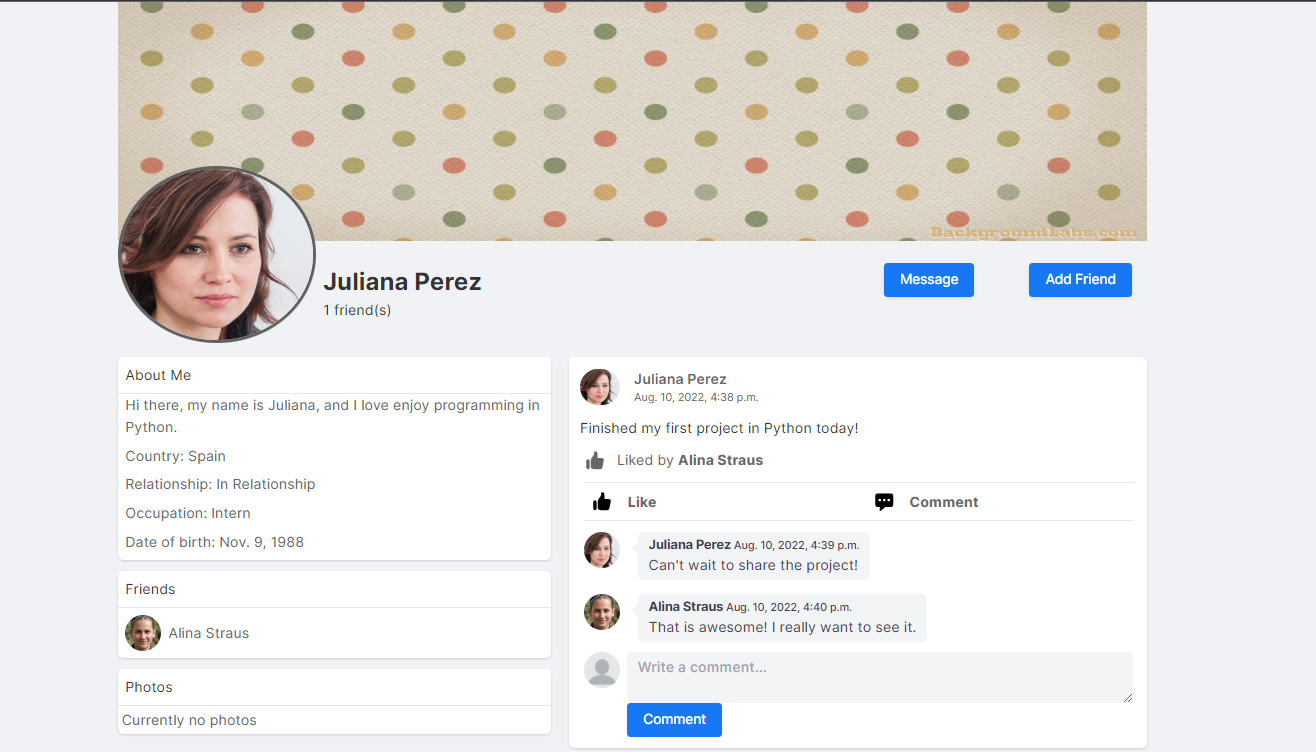 BackgroundLabs.com
Juliana Perez
1 friend(s)
Message
Add Friend
About Me
Hi there, my name is Juliana, and I love enjoy programming in
Python.
Country: Spain
Relationship: In Relationship
Occupation: Intern
Date of birth: Nov. 9, 1988
Friends
Alina Straus
Photos
Currently no photos
Juliana Perez
Aug. 10, 2022, 4:38 p.m.
Finished my first project in Python today!
Liked by Alina Straus
Like
Comment
Juliana Perez Aug. 10, 2022, 4:39 p.m.
Can't wait to share the project!
Alina Straus Aug. 10, 2022, 4:40 p.m.
That is awesome! I really want to see it.
Write a comment...
Comment